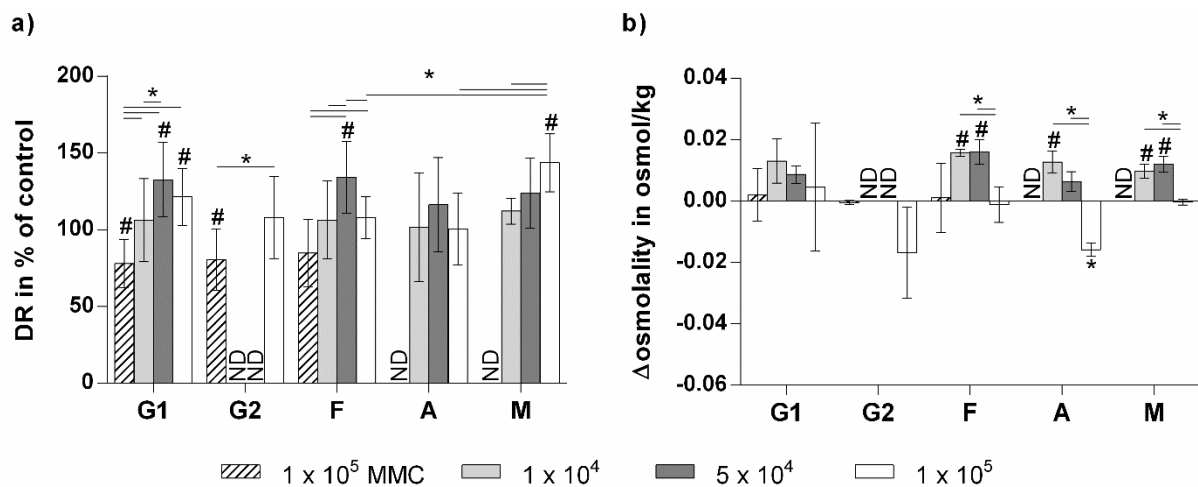 a)
DR in % of control
200
150
100
50
0
* * * *
# # # # #
ND ND ND ND
G1 G2 F A M
b)
Δosmolality in osmol/kg
0.04
0.02
0.00
-0.02
-0.04
-0.06
* * *
# # # # #
ND ND ND ND
*
G1 G2 F A M
1 x 10⁵ MMC 1 x 10⁴ 5 x 10⁴ 1 x 10⁵